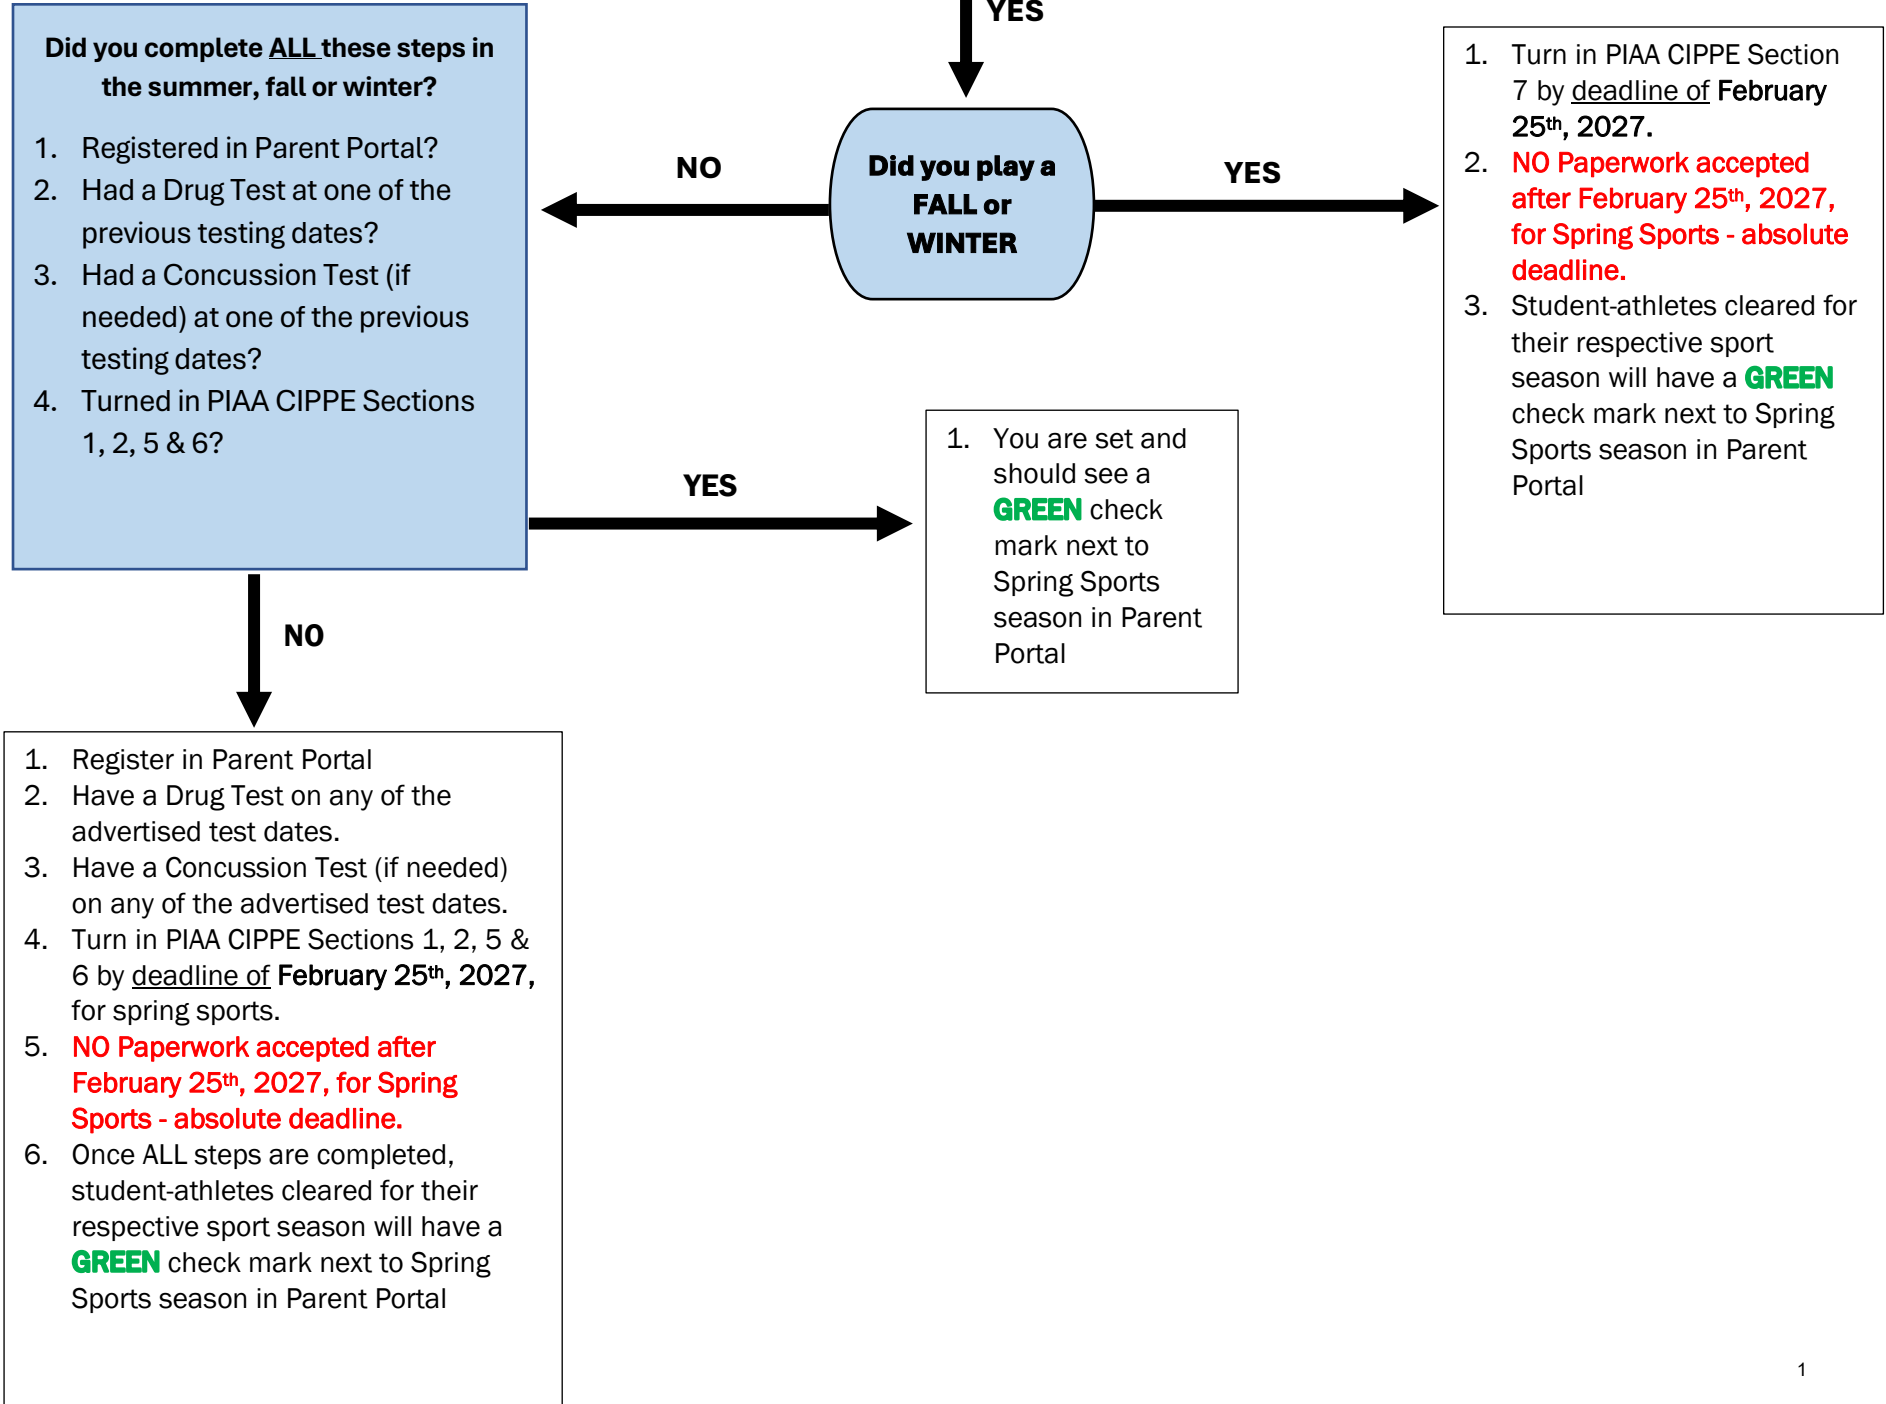 YES
Did you complete ALL these steps in
the summer, fall or winter?
1. Registered in Parent Portal?
2. Had a Drug Test at one of the
previous testing dates?
3. Had a Concussion Test (if
needed) at one of the previous
testing dates?
4. Turned in PIAA CIPPE Sections
1, 2, 5 & 6?
NO
Did you play a
FALL or
WINTER
YES
1. Turn in PIAA CIPPE Section
7 by deadline of February
25th, 2027.
2. NO Paperwork accepted
after February 25th, 2027,
for Spring Sports - absolute
deadline.
3. Student-athletes cleared for
their respective sport
season will have a GREEN
check mark next to Spring
Sports season in Parent
Portal
YES
1. You are set and
should see a
GREEN check
mark next to
Spring Sports
season in Parent
Portal
NO
1. Register in Parent Portal
2. Have a Drug Test on any of the
advertised test dates.
3. Have a Concussion Test (if needed)
on any of the advertised test dates.
4. Turn in PIAA CIPPE Sections 1, 2, 5 &
6 by deadline of February 25th, 2027,
for spring sports.
5. NO Paperwork accepted after
February 25th, 2027, for Spring
Sports - absolute deadline.
6. Once ALL steps are completed,
student-athletes cleared for their
respective sport season will have a
GREEN check mark next to Spring
Sports season in Parent Portal
1